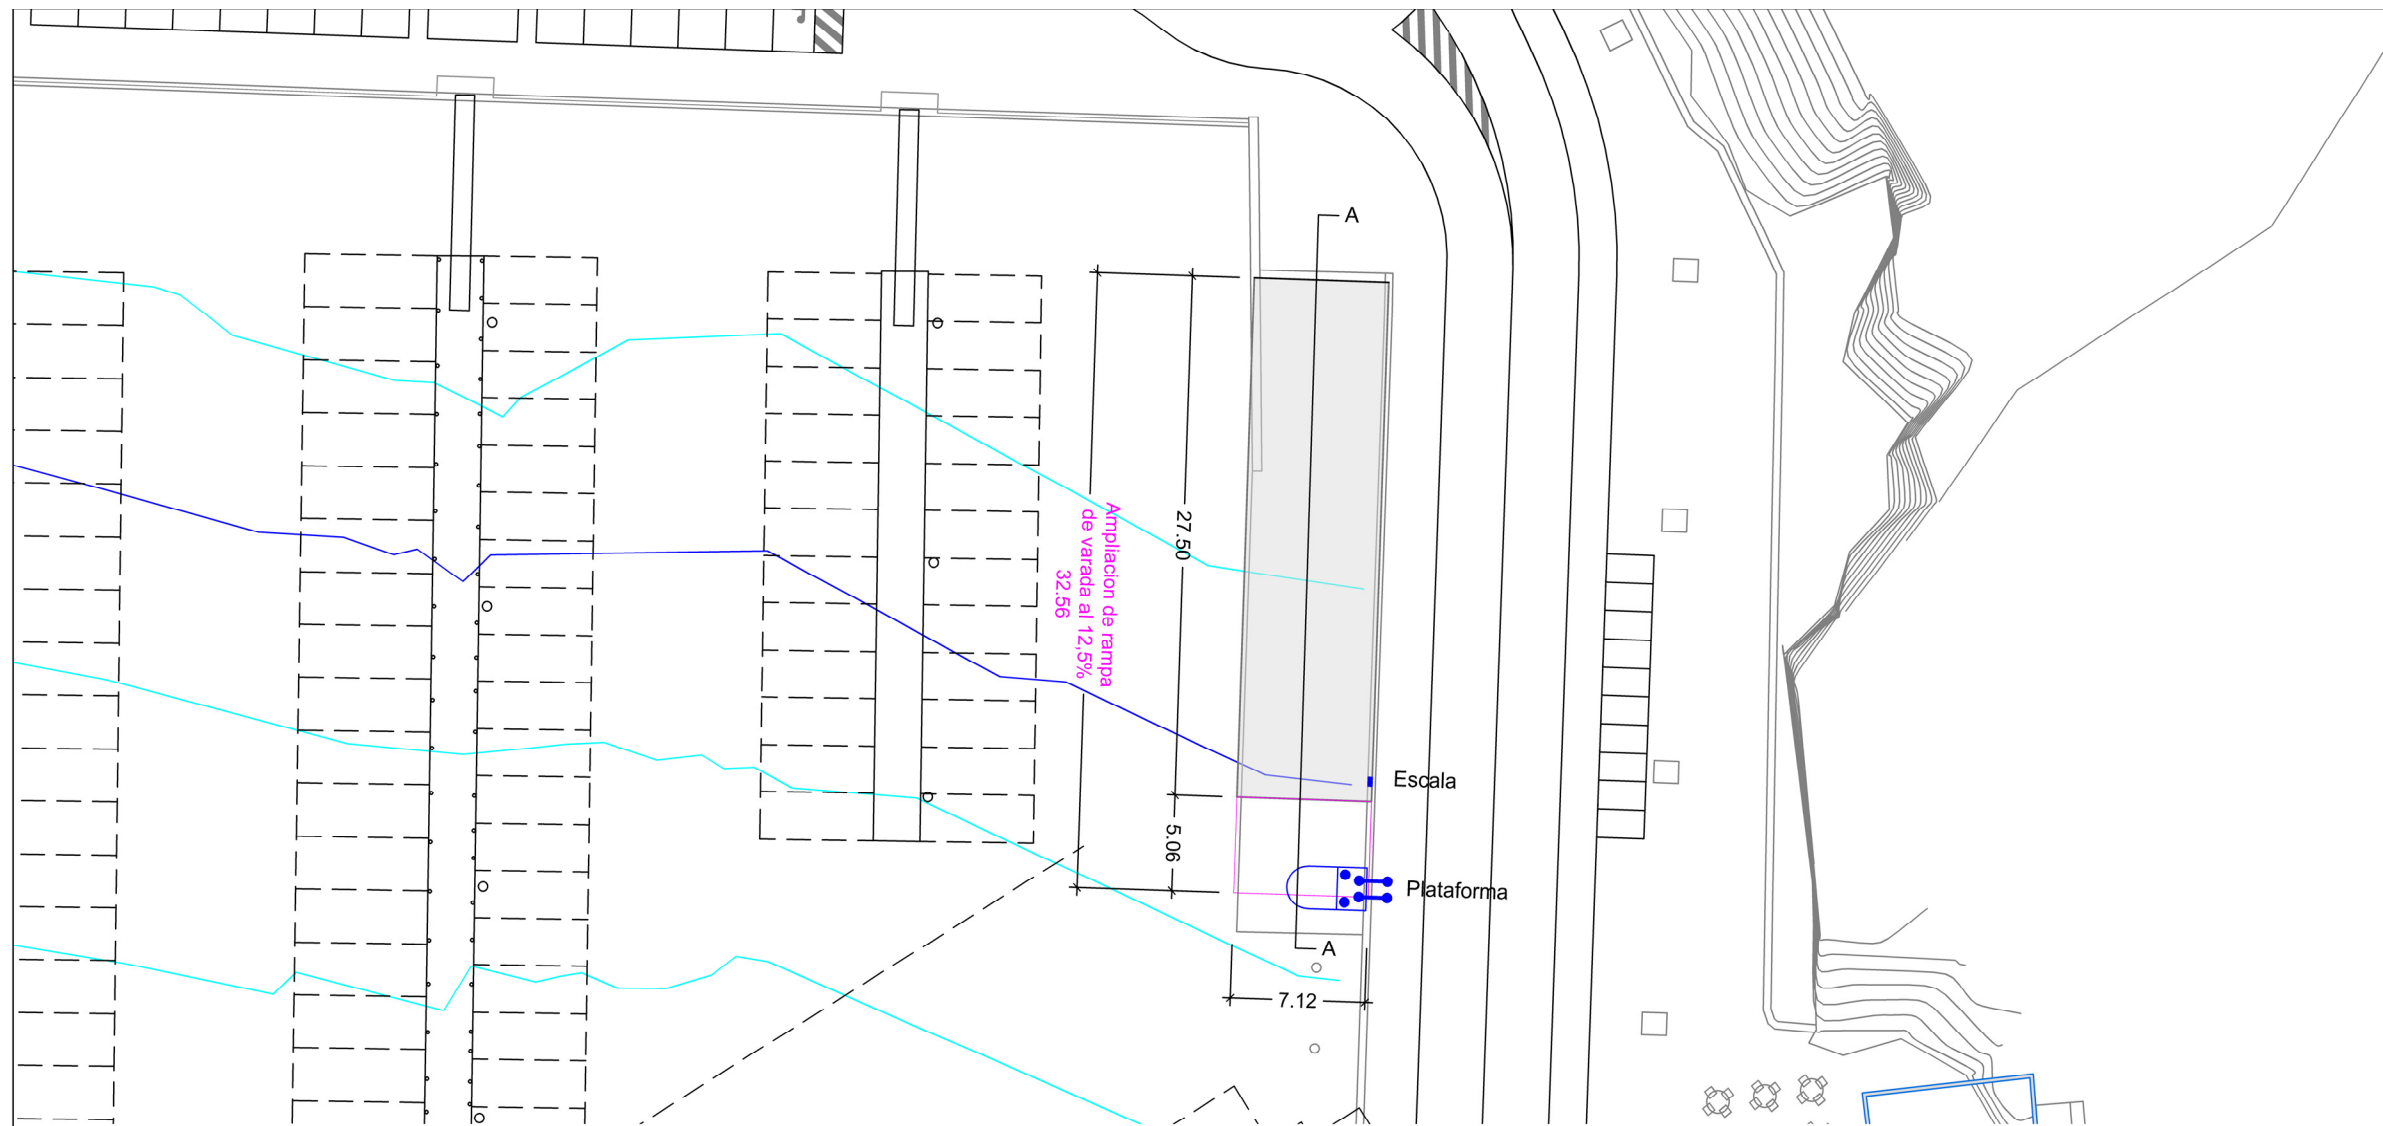 A
27.50
Ampliacion de rampa
de varada al 12,5%
32.56
Escala
5.06
Plataforma
A
7.12